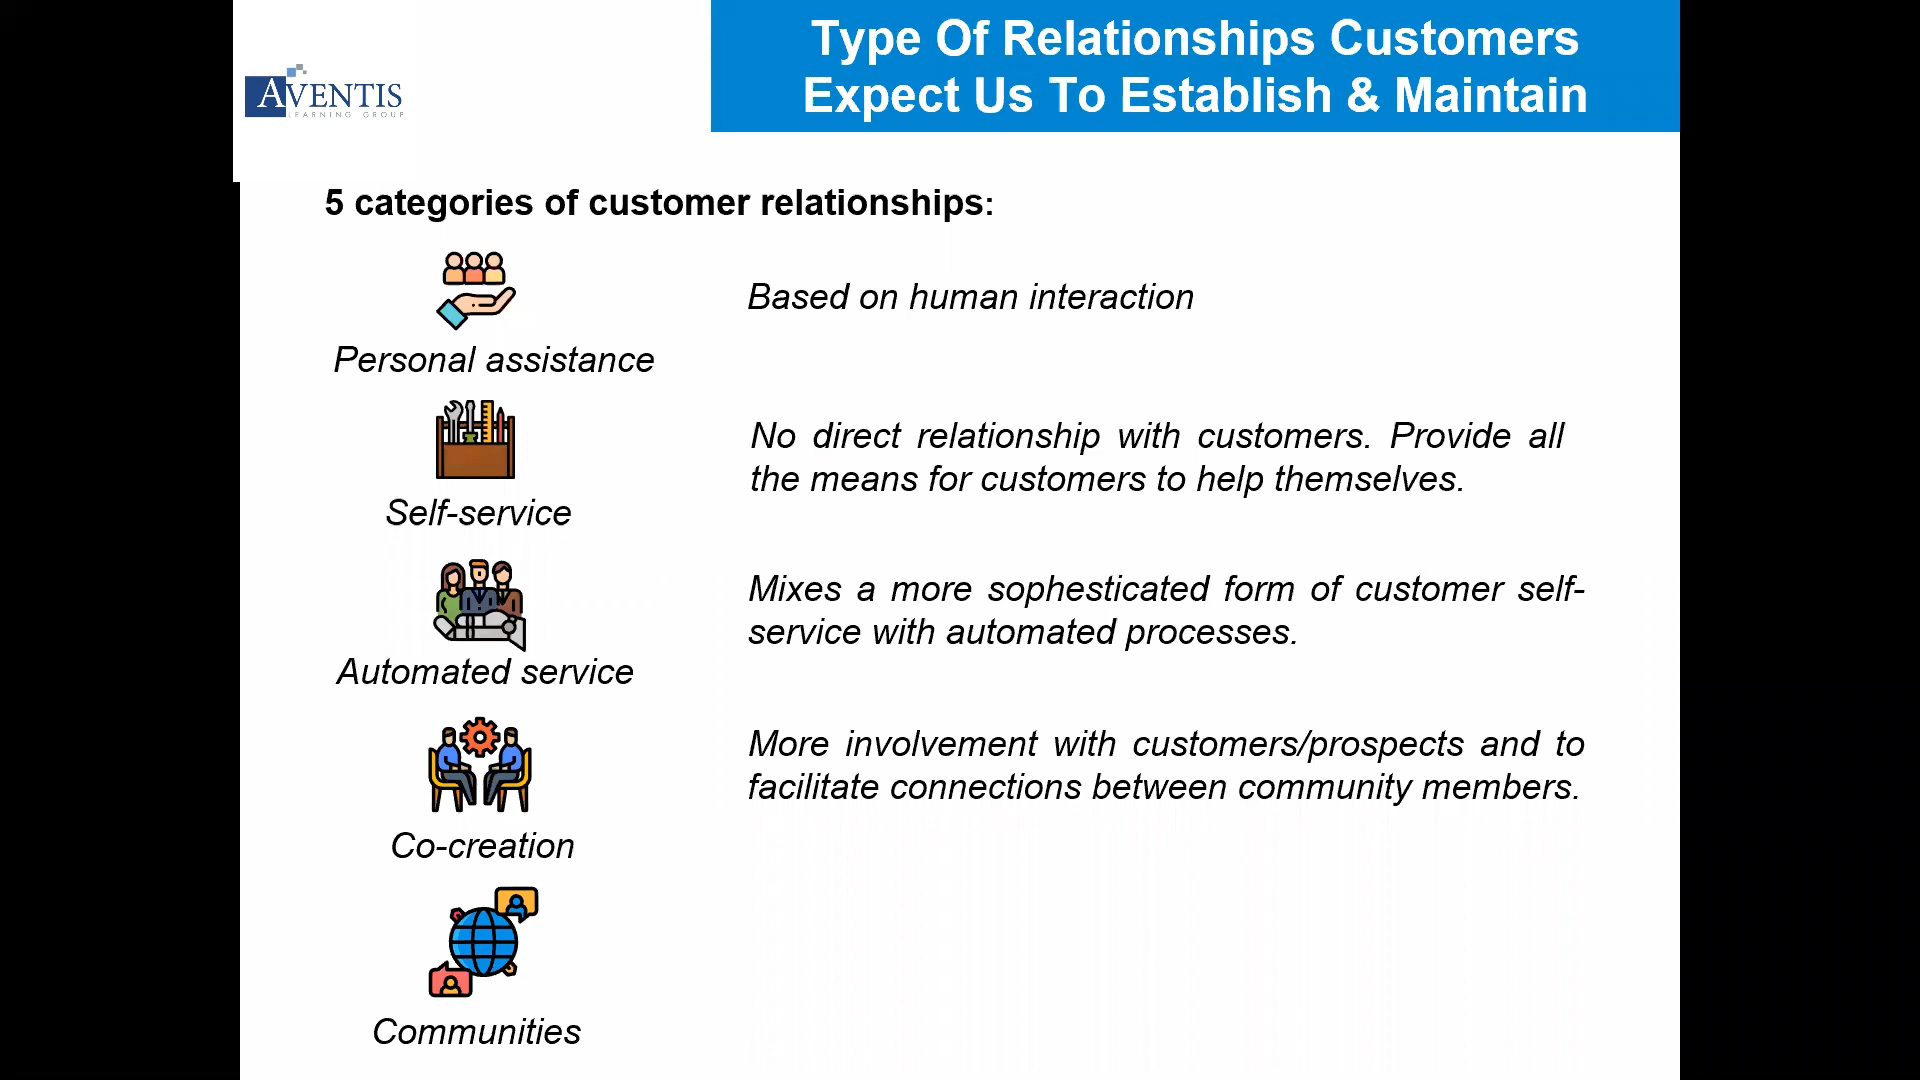 Type Of Relationships Customers
Expect Us To Establish & Maintain
AVENTIS
LEARNING GROUP
5 categories of customer relationships:
Based on human interaction
Personal assistance
No direct relationship with customers. Provide all
the means for customers to help themselves.
Self-service
Mixes a more sophesticated form of customer self-
service with automated processes.
Automated service
More involvement with customers/prospects and to
facilitate connections between community members.
Co-creation
Communities